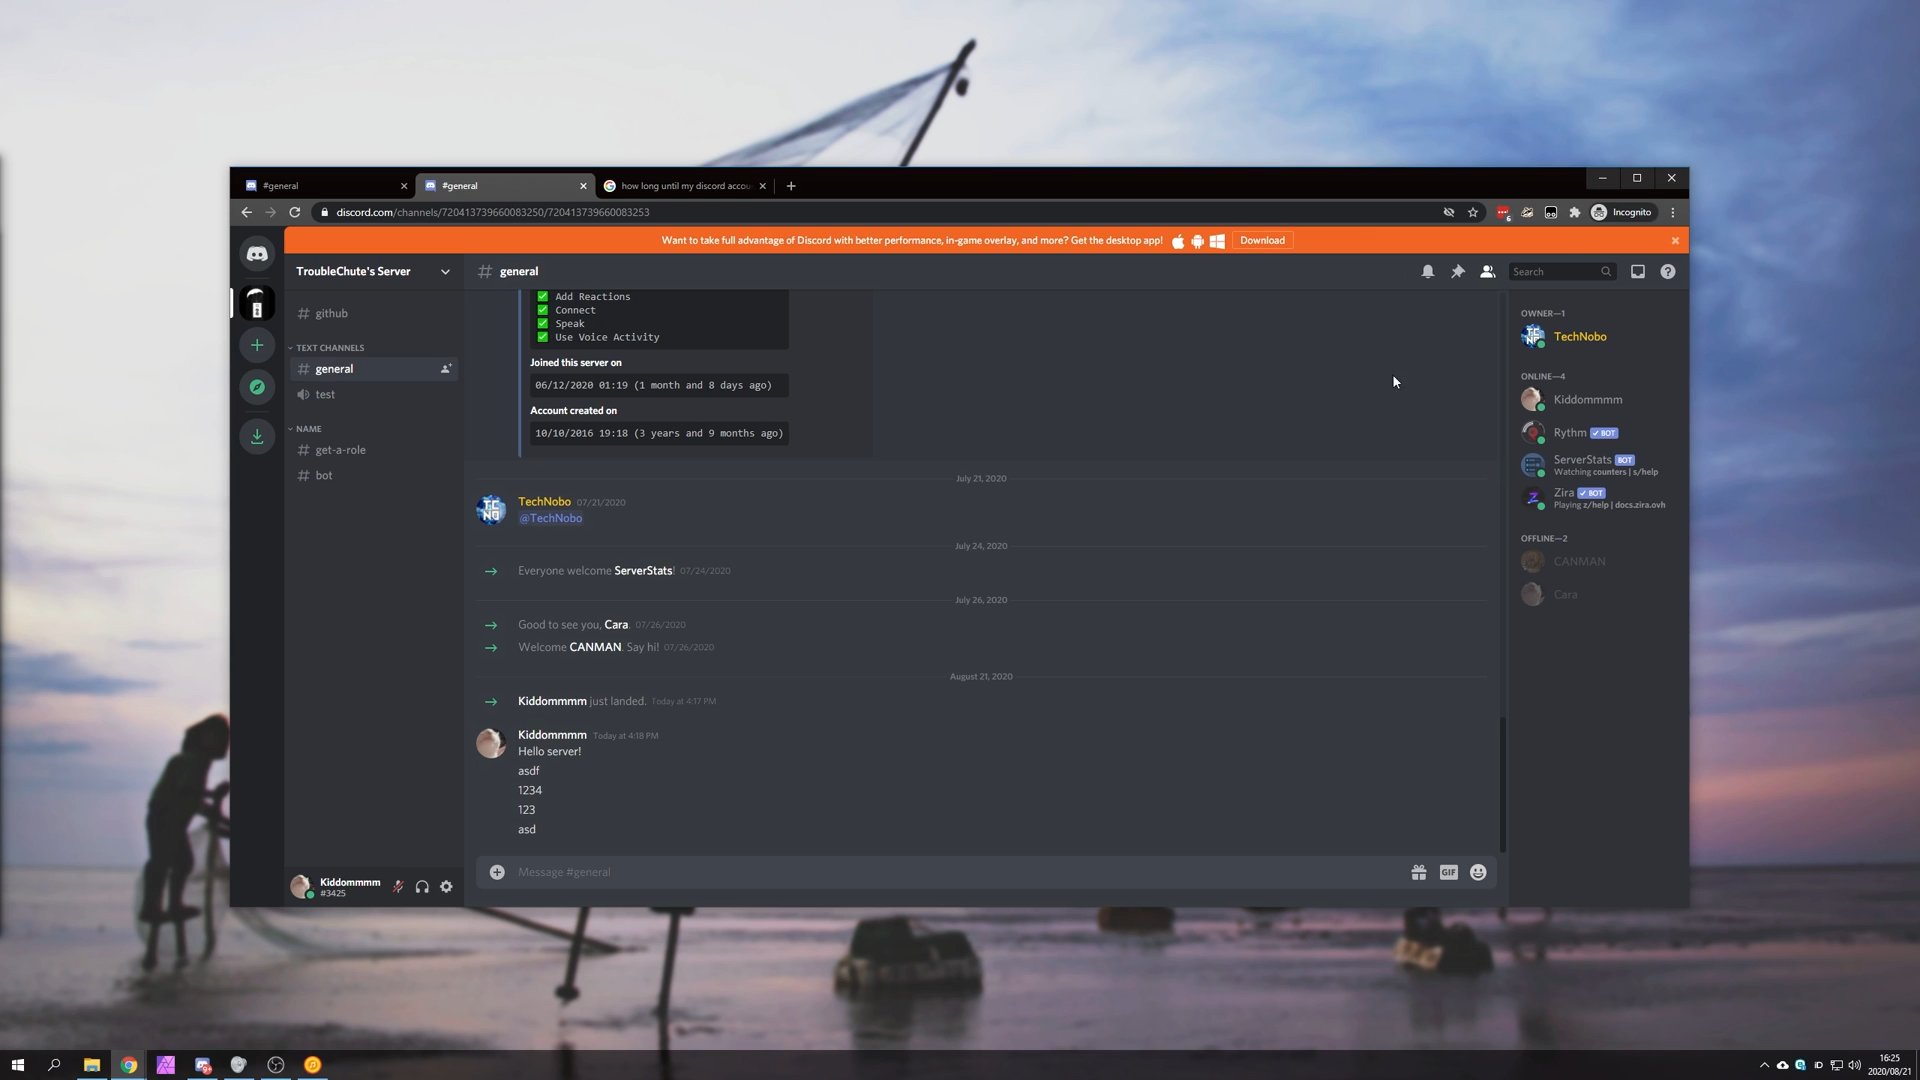 #general
#general
how long until my discord accou
discord.com/channels/720413739660083250/720413739660083253
6
Incognito
Want to take full advantage of Discord with better performance, in-game overlay, and more? Get the desktop app!
Download
TroubleChute's Server
general
Search
github
TEXT CHANNELS
general
test
NAME
get-a-role
bot
Kiddommmm
#3425
Add Reactions
Connect
Speak
Use Voice Activity
Joined this server on
06/12/2020 01:19 (1 month and 8 days ago)
Account created on
10/10/2016 19:18 (3 years and 9 months ago)
July 21, 2020
TechNobo 07/21/2020
@TechNobo
July 24, 2020
Everyone welcome ServerStats! 07/24/2020
July 26, 2020
Good to see you, Cara. 07/26/2020
Welcome CANMAN. Say hi! 07/26/2020
August 21, 2020
Kiddommmm just landed. Today at 4:17 PM
Kiddommmm Today at 4:18 PM
Hello server!
asdf
1234
123
asd
Message #general
GIF
OWNER—1
TechNobo
ONLINE—4
Kiddommmm
Rythm BOT
ServerStats BOT
Watching counters | s/help
Zira BOT
Playing z/help | docs.zira.ovh
OFFLINE—2
CANMAN
Cara
16:25
2020/08/21